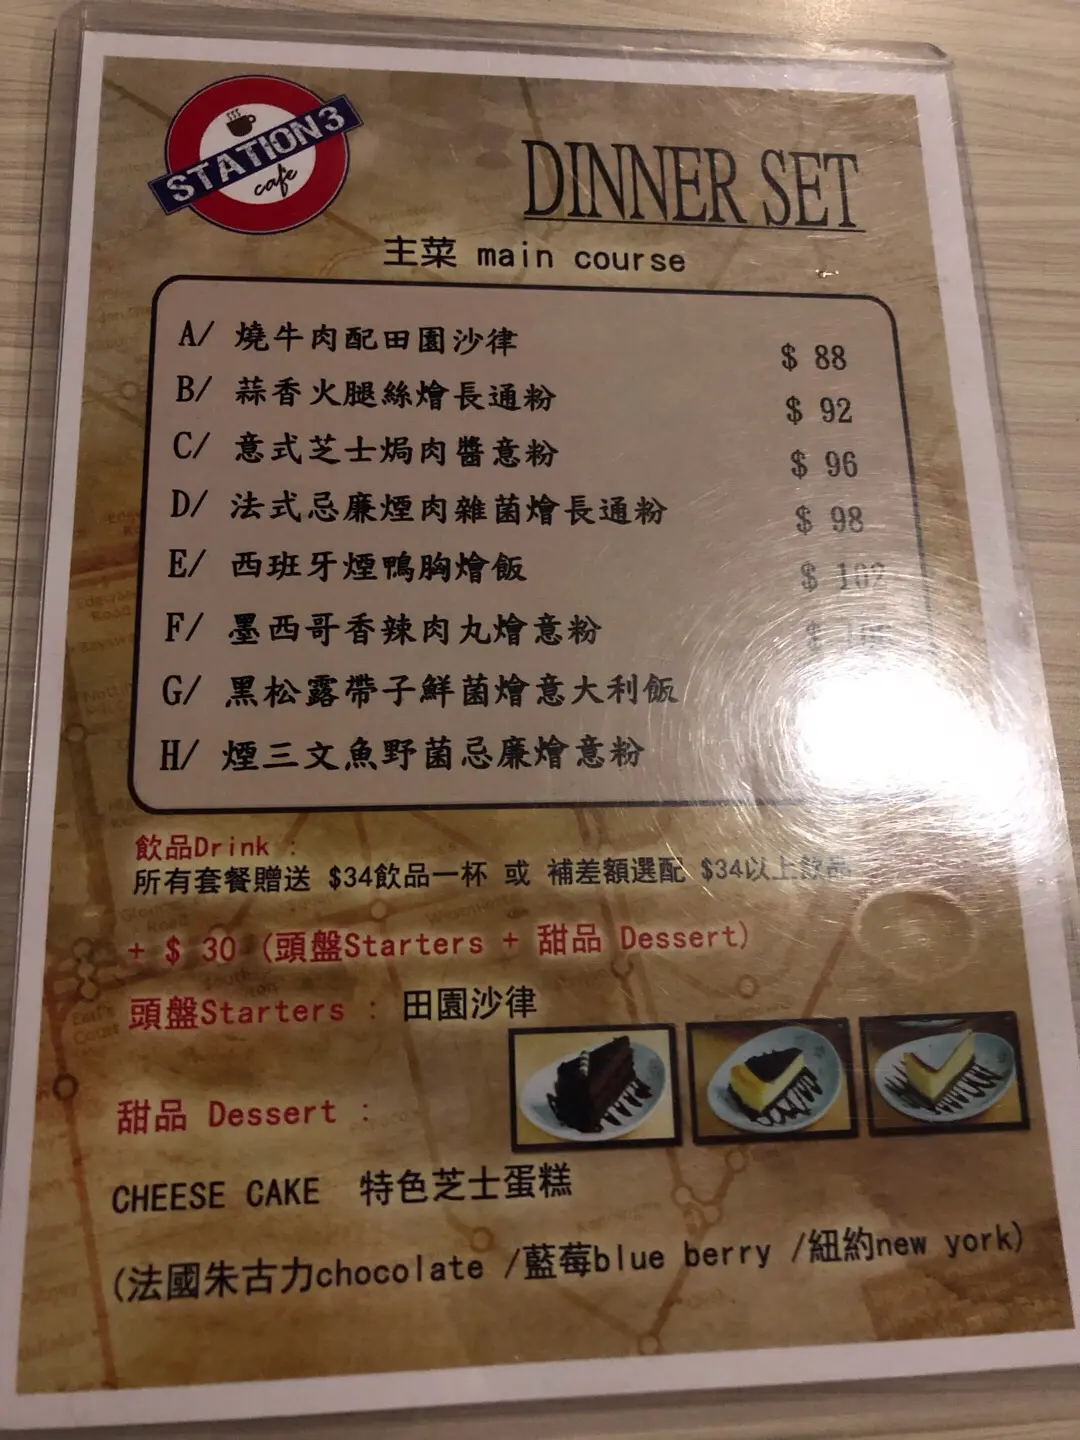 STATION3
cafe
DINNER SET
主菜 main course
A/ 燒牛肉配田園沙律 $ 88
B/ 蒜香火腿絲燴長通粉 $ 92
C/ 意式芝士焗肉醬意粉 $ 96
D/ 法式忌廉煙肉雜菌燴長通粉 $ 98
E/ 西班牙煙鴨胸燴飯 $ 102
F/ 墨西哥香辣肉丸燴意粉 $
G/ 黑松露帶子鮮菌燴意大利飯
H/ 煙三文魚野菌忌廉燴意粉
飲品Drink :
所有套餐贈送 $34飲品一杯 或 補差額選配 $34以上飲品
+ $ 30 (頭盤Starters + 甜品 Dessert)
頭盤Starters : 田園沙律
甜品 Dessert :
CHEESE CAKE 特色芝士蛋糕
(法國朱古力chocolate /藍莓blue berry /紐約new york)